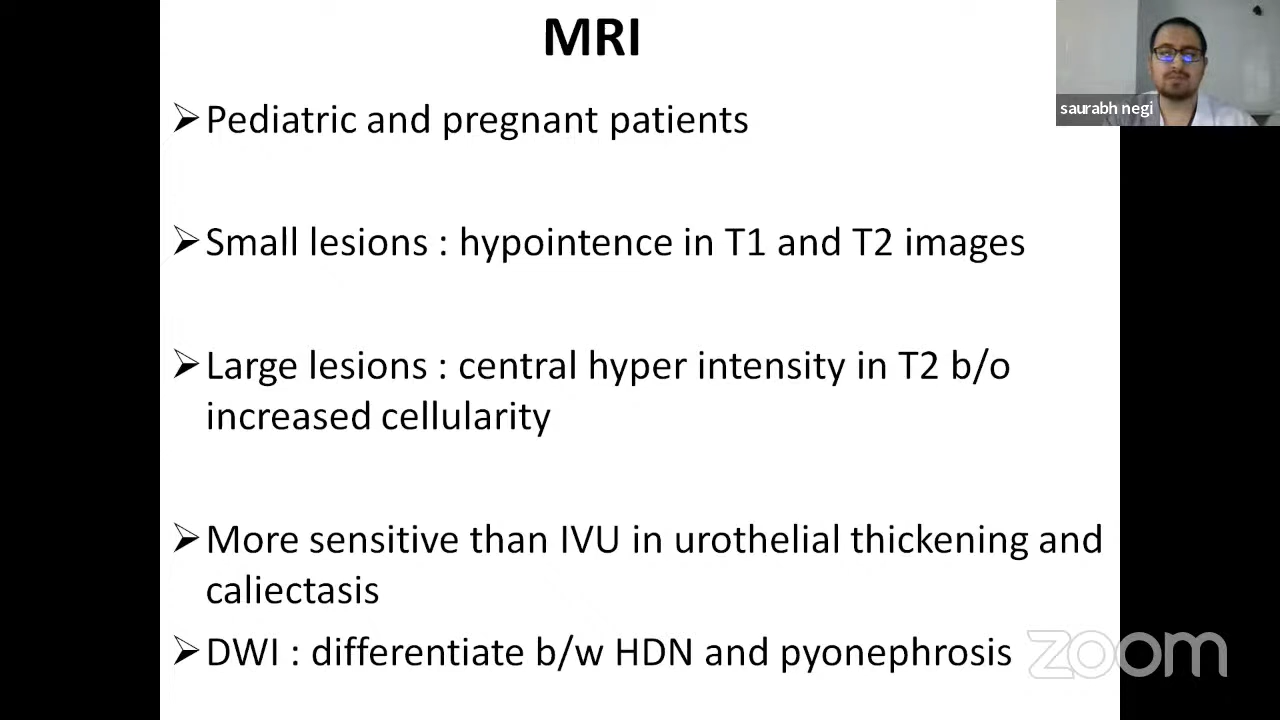 MRI
saurabh negi
➢Pediatric and pregnant patients
➢Small lesions : hypointence in T1 and T2 images
➢Large lesions : central hyper intensity in T2 b/o
increased cellularity
➢More sensitive than IVU in urothelial thickening and
caliectasis
➢DWI : differentiate b/w HDN and pyonephrosis
zoom